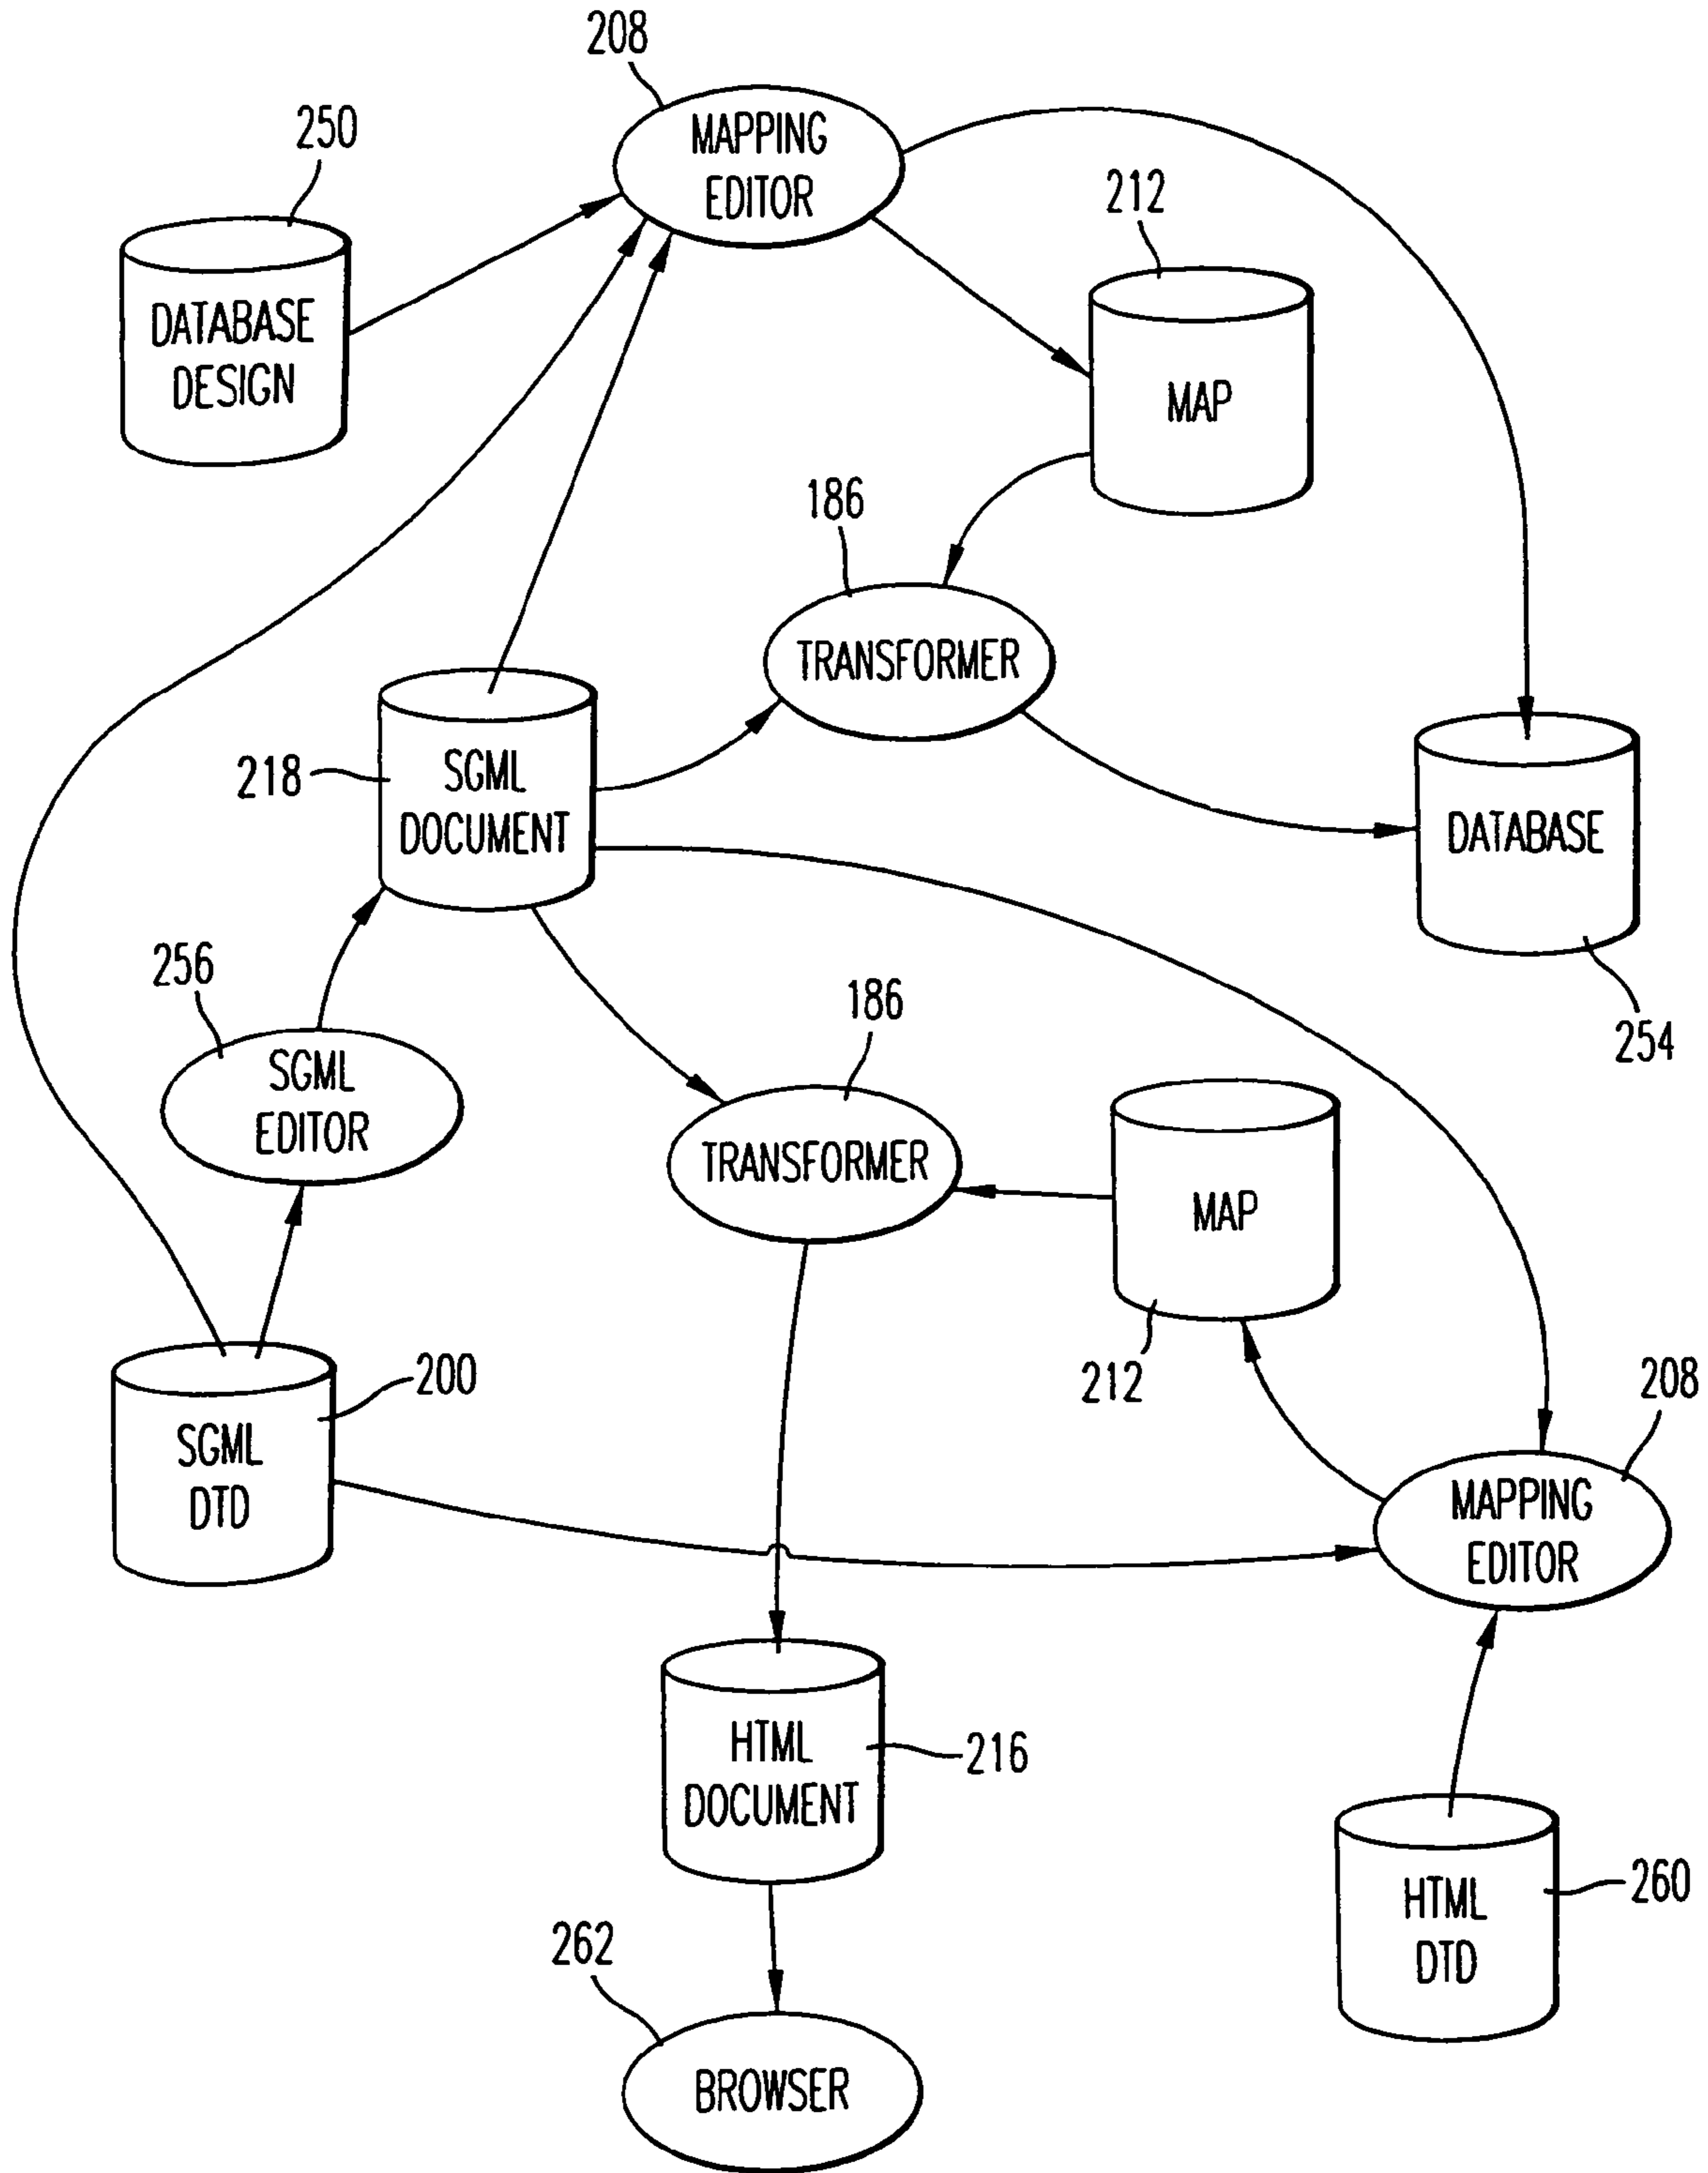 208
MAPPING
EDITOR
250
DATABASE
DESIGN
212
MAP
186
TRANSFORMER
218
SGML
DOCUMENT
DATABASE
254
256
SGML
EDITOR
186
TRANSFORMER
MAP
212
200
SGML
DTD
208
MAPPING
EDITOR
HTML
DOCUMENT
216
HTML
DTD
260
262
BROWSER